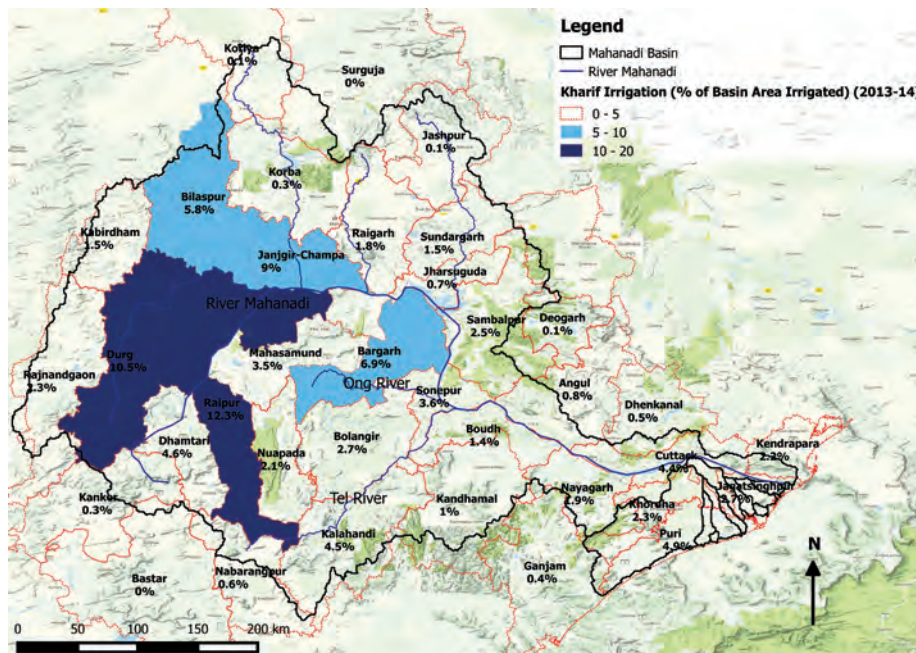 Legend
Mahanadi Basin
River Mahanadi
Kharif Irrigation (% of Basin Area Irrigated) (2013-14)
0 - 5
5 - 10
10 - 20
Koriya
0.1%
Surguja
0%
Jashpur
0.1%
Korba
0.3%
Bilaspur
5.8%
Kabirdham
1.5%
Raigarh
1.8%
Sundargarh
1.5%
Janjgir-Champa
9%
Jharsuguda
0.7%
River Mahanadi
Sambalpur
2.5%
Deogarh
0.1%
Durg
10.5%
Mahasamund
3.5%
Bargarh
6.9%
Rajnandgaon
Ong River
Angul
0.8%
Raipur
12.3%
Sonepur
3.6%
Dhenkanal
0.5%
Dhamtari
4.6%
Nuapada
2.1%
Bolangir
2.7%
Boudh
1.4%
Kendrapara
2.2%
Cuttack
4.4%
Jagatsinghpur
2.7%
Kanker
0.3%
Tel River
Kandhamal
1%
Nayagarh
Khordha
2.3%
Kalahandi
4.5%
Puri
4.9%
Bastar
0%
Nabarangpur
0.6%
Ganjam
0.4%
N
0 50 100 150 200 km